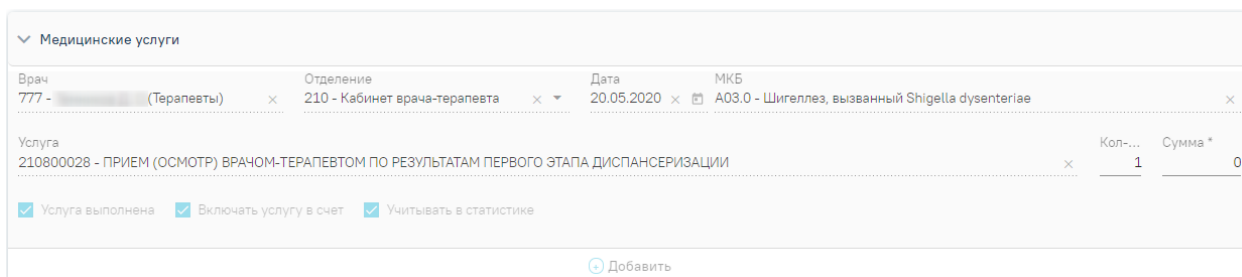 Медицинские услуги
Врач Отделение Дата МКБ
777 - (Терапевты) 210 - Кабинет врача-терапевта 20.05.2020 A03.0 - Шигеллез, вызванный Shigella dysenteriae
Услуга Кол-... Сумма *
210800028 - ПРИЕМ (ОСМОТР) ВРАЧОМ-ТЕРАПЕВТОМ ПО РЕЗУЛЬТАТАМ ПЕРВОГО ЭТАПА ДИСПАНСЕРИЗАЦИИ 1 0
Услуга выполнена Включать услугу в счет Учитывать в статистике
Добавить